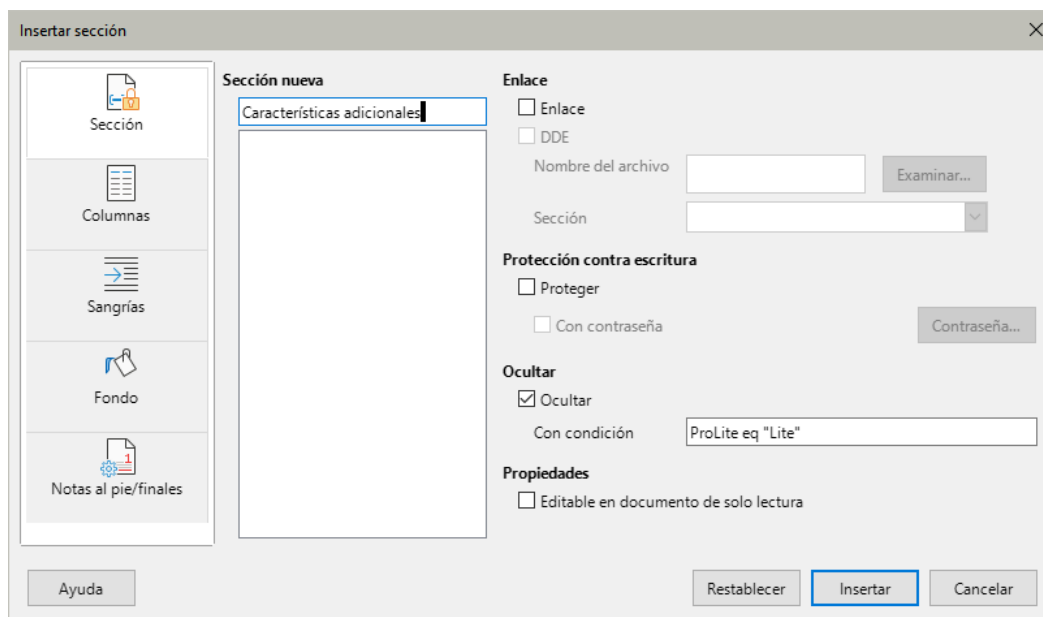 Insertar sección
Sección
Columnas
Sangrías
Fondo
Notas al pie/finales
Sección nueva
Características adicionales
Enlace
Enlace
DDE
Nombre del archivo
Examinar...
Sección
Protección contra escritura
Proteger
Con contraseña
Contraseña...
Ocultar
Ocultar
Con condición
ProLite eq "Lite"
Propiedades
Editable en documento de solo lectura
Ayuda
Restablecer
Insertar
Cancelar